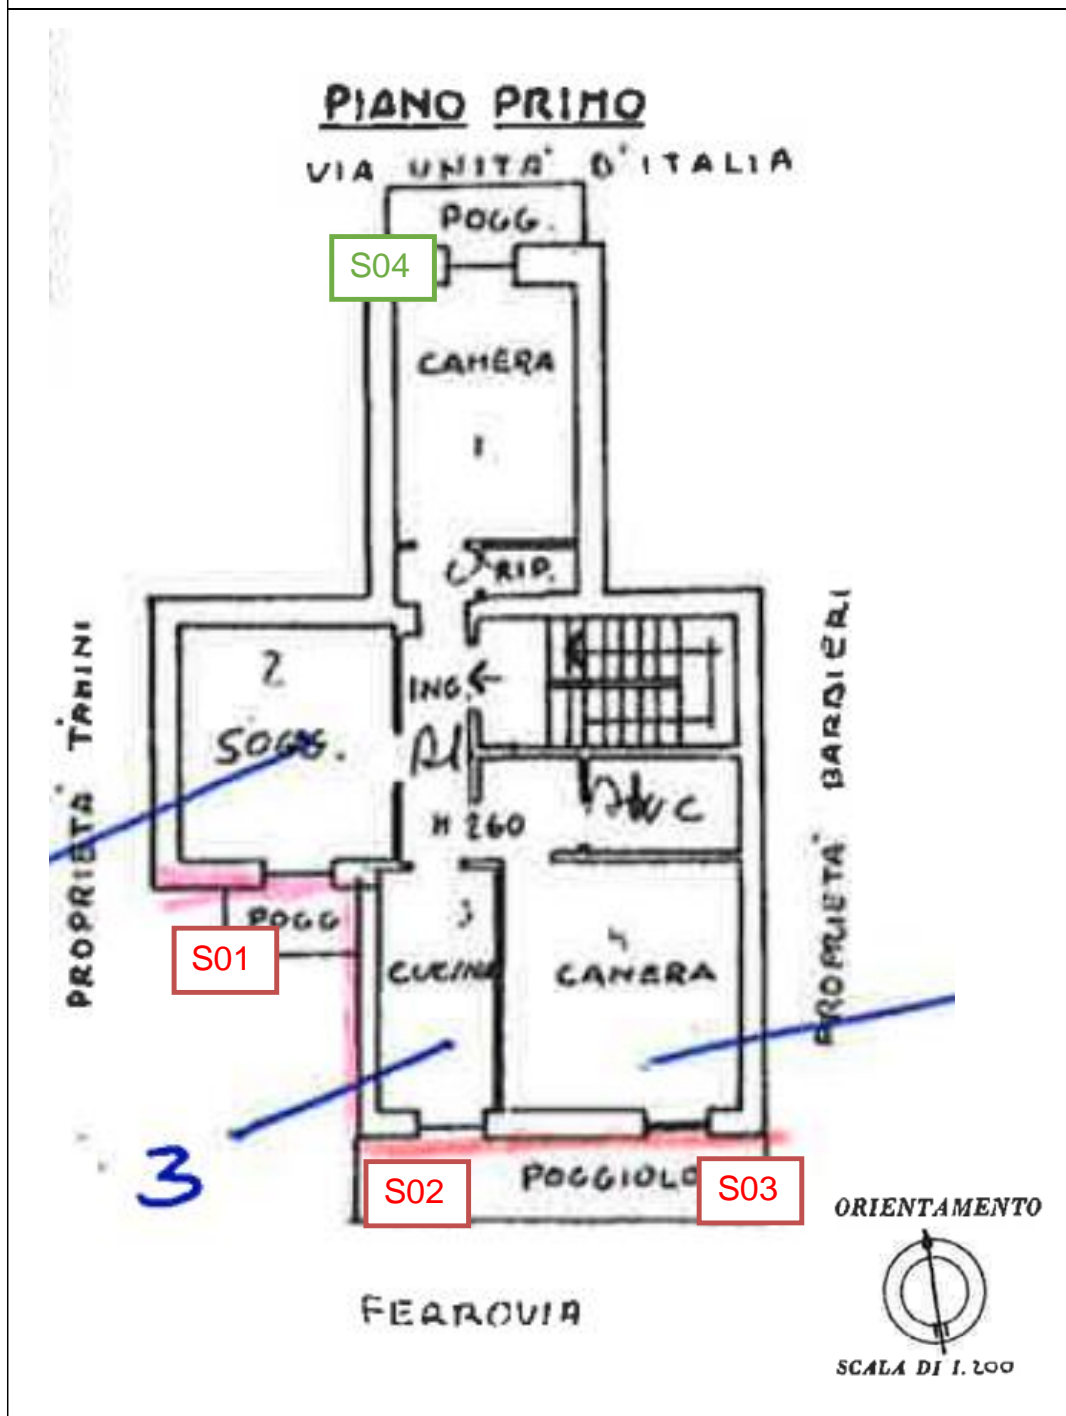 PIANO PRIMO
VIA UNITA' D'ITALIA
POGG.
S04
CAMERA
1
RIP.
2
SOGG.
ING.
H 260
WC
PROPRIETÀ TAMINI
PROPRIETÀ BARBIERI
POGG
S01
3
CUCINA
4
CAMERA
3
S02
POGGIOLO
S03
FERROVIA
ORIENTAMENTO
SCALA DI 1.200